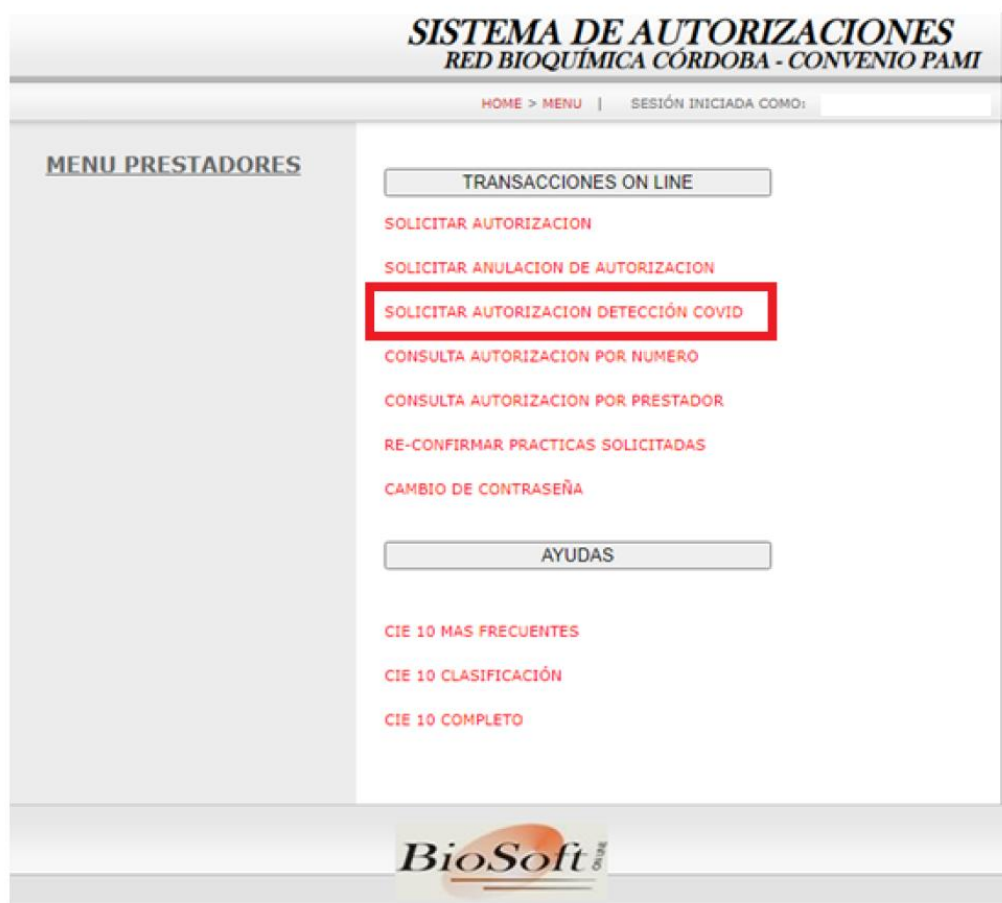 SISTEMA DE AUTORIZACIONES
RED BIOQUÍMICA CÓRDOBA - CONVENIO PAMI
HOME > MENU | SESIÓN INICIADA COMO:
MENU PRESTADORES
TRANSACCIONES ON LINE
SOLICITAR AUTORIZACION
SOLICITAR ANULACION DE AUTORIZACION
SOLICITAR AUTORIZACION DETECCIÓN COVID
CONSULTA AUTORIZACION POR NUMERO
CONSULTA AUTORIZACION POR PRESTADOR
RE-CONFIRMAR PRACTICAS SOLICITADAS
CAMBIO DE CONTRASEÑA
AYUDAS
CIE 10 MAS FRECUENTES
CIE 10 CLASIFICACIÓN
CIE 10 COMPLETO
BioSoft ON LINE